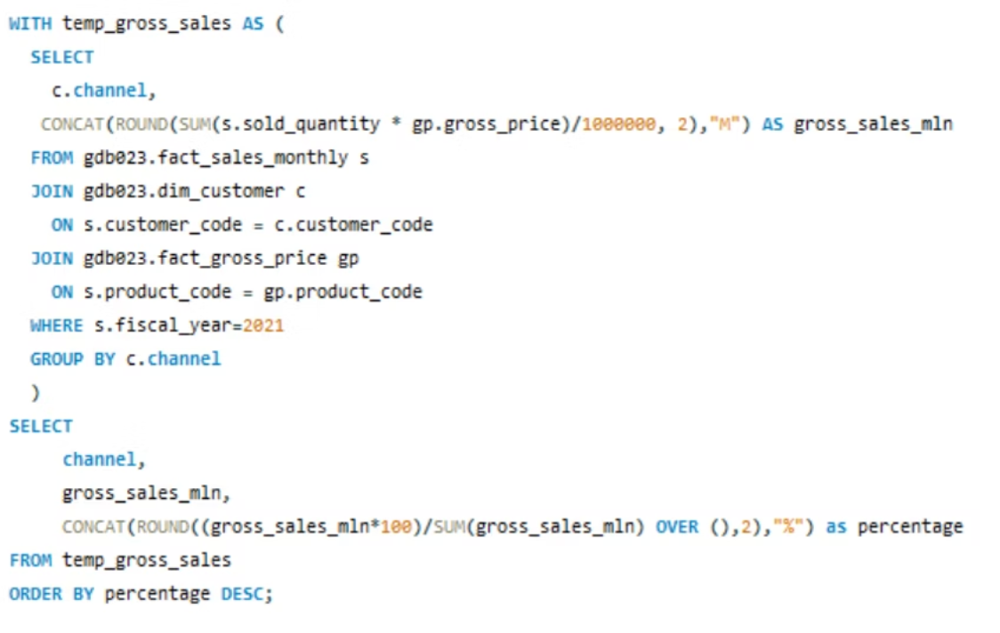 WITH temp_gross_sales AS (
SELECT
c.channel,
CONCAT(ROUND(SUM(s.sold_quantity * gp.gross_price)/1000000, 2),"M") AS gross_sales_mln
FROM gdb023.fact_sales_monthly s
JOIN gdb023.dim_customer c
ON s.customer_code = c.customer_code
JOIN gdb023.fact_gross_price gp
ON s.product_code = gp.product_code
WHERE s.fiscal_year=2021
GROUP BY c.channel
)
SELECT
channel,
gross_sales_mln,
CONCAT(ROUND((gross_sales_mln*100)/SUM(gross_sales_mln) OVER (),2),"%") as percentage
FROM temp_gross_sales
ORDER BY percentage DESC;